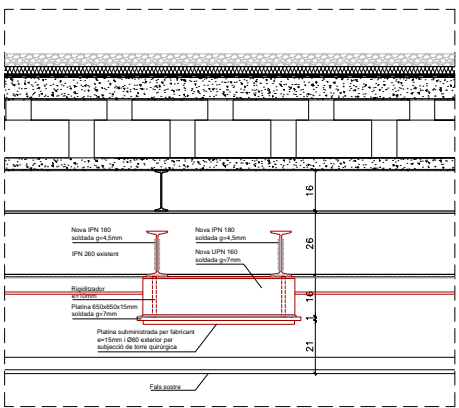 16
Nova IPN 180
soldada g=4,5mm
Nova IPN 180
soldada g=4,5mm
IPN 260 existent
Nova UPN 160
soldada g=7mm
26
Rigiditzador
e=10mm
Platina 650x650x15mm
soldada g=7mm
16
1
Platina subministrada per fabricant
e=15mm i Ø60 exterior per
subjecció de torre quirúrgica
21
Fals sostre